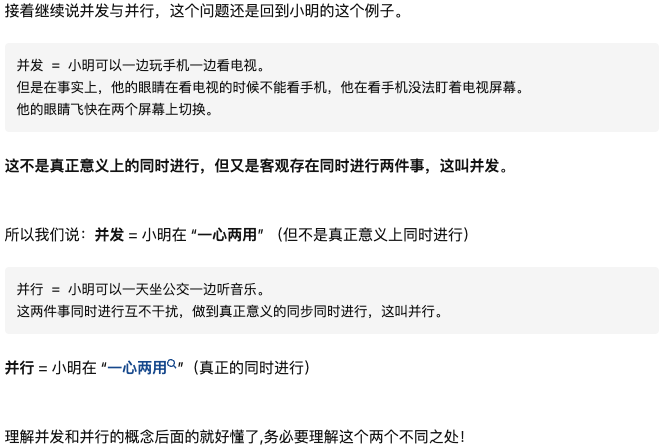 接着继续说并发与并行，这个问题还是回到小明的这个例子。
并发 = 小明可以一边玩手机一边看电视。
但是在事实上，他的眼睛在看电视的时候不能看手机，他在看手机没法盯着电视屏幕。
他的眼睛飞快在两个屏幕上切换。
这不是真正意义上的同时进行，但又是客观存在同时进行两件事，这叫并发。
所以我们说：并发 = 小明在 “一心两用” （但不是真正意义上同时进行）
并行 = 小明可以一天坐公交一边听音乐。
这两件事同时进行互不干扰，做到真正意义的同步同时进行，这叫并行。
并行 = 小明在 “一心两用”（真正的同时进行）
理解并发和并行的概念后面的就好懂了,务必要理解这个两个不同之处！